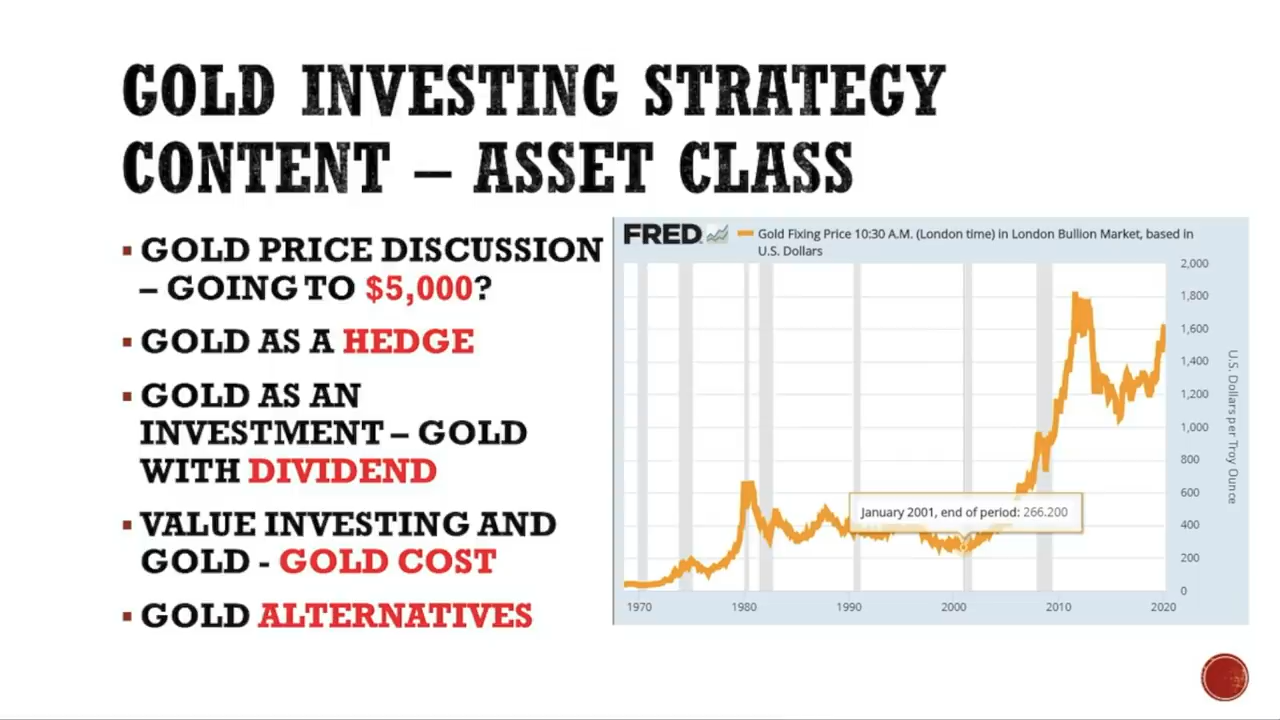 GOLD INVESTING STRATEGY
CONTENT – ASSET CLASS
▪ GOLD PRICE DISCUSSION
– GOING TO $5,000?
▪ GOLD AS A HEDGE
▪ GOLD AS AN
INVESTMENT – GOLD
WITH DIVIDEND
▪ VALUE INVESTING AND
GOLD - GOLD COST
▪ GOLD ALTERNATIVES
FRED
Gold Fixing Price 10:30 A.M. (London time) in London Bullion Market, based in
U.S. Dollars
2,000
1,800
1,600
1,400
1,200
1,000
800
600
400
200
0
U.S. Dollars per Troy Ounce
January 2001, end of period: 266.200
1970 1980 1990 2000 2010 2020